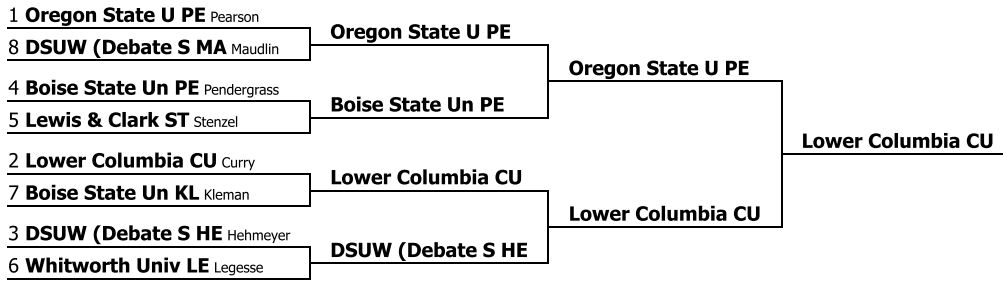 1 Oregon State U PE Pearson
8 DSUW (Debate S MA Maudlin
4 Boise State Un PE Pendergrass
5 Lewis & Clark ST Stenzel
2 Lower Columbia CU Curry
7 Boise State Un KL Kleman
3 DSUW (Debate S HE Hehmeyer
6 Whitworth Univ LE Legesse
Oregon State U PE
Boise State Un PE
Lower Columbia CU
DSUW (Debate S HE
Oregon State U PE
Lower Columbia CU
Lower Columbia CU